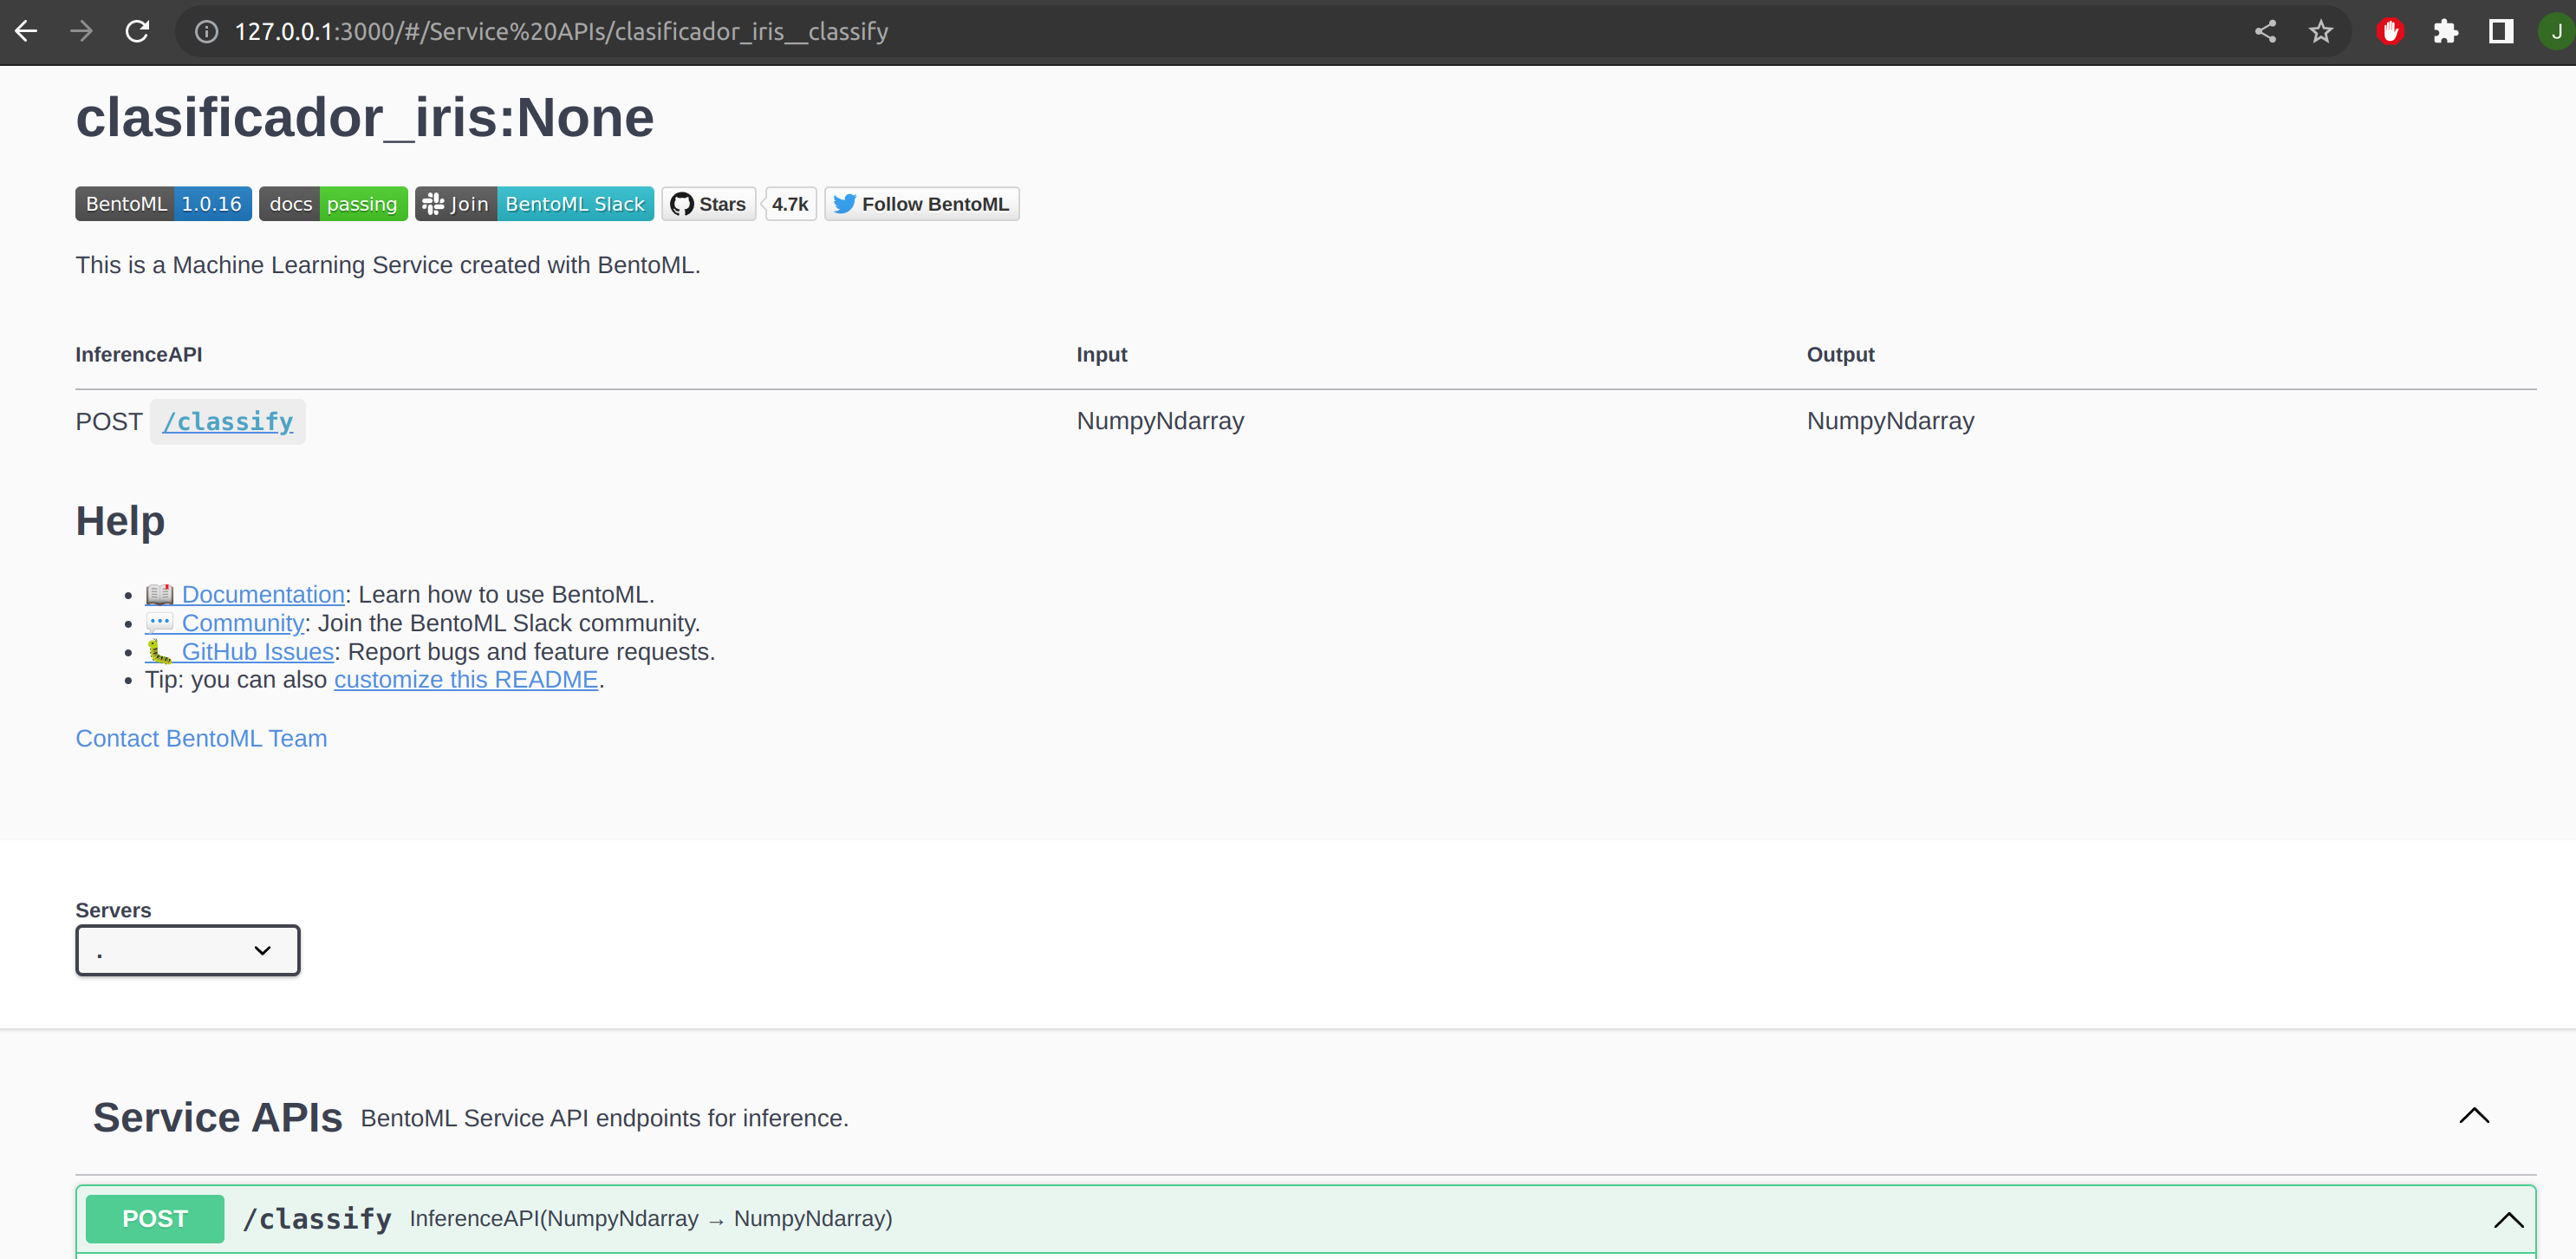 127.0.0.1:3000/#/Service%20APIs/clasificador_iris__classify
J
clasificador_iris:None
BentoML 1.0.16 docs passing Join BentoML Slack Stars 4.7k Follow BentoML
This is a Machine Learning Service created with BentoML.
InferenceAPI Input Output
POST /classify NumpyNdarray NumpyNdarray
Help
• 📖 Documentation: Learn how to use BentoML.
• 💬 Community: Join the BentoML Slack community.
• 🐛 GitHub Issues: Report bugs and feature requests.
• Tip: you can also customize this README.
Contact BentoML Team
Servers
.
Service APIs BentoML Service API endpoints for inference.
POST /classify InferenceAPI(NumpyNdarray → NumpyNdarray)